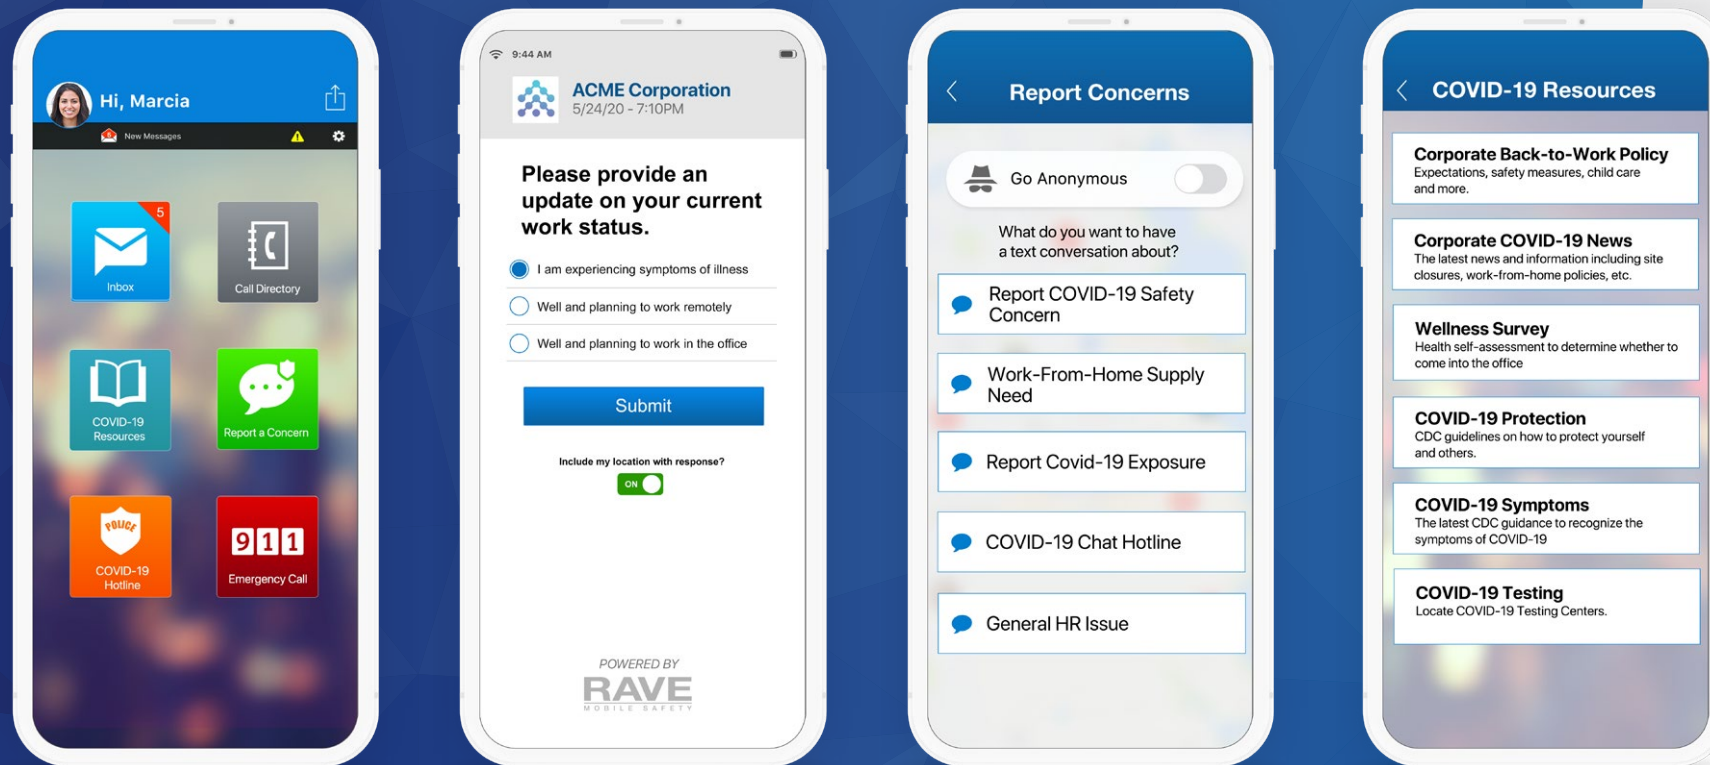 Hi, Marcia
New Messages
5
Inbox
Call Directory
COVID-19
Resources
Report a Concern
POLICE
COVID-19
Hotline
911
Emergency Call
9:44 AM
ACME Corporation
5/24/20 - 7:10PM
Please provide an
update on your current
work status.
I am experiencing symptoms of illness
Well and planning to work remotely
Well and planning to work in the office
Submit
Include my location with response?
ON
POWERED BY
RAVE
MOBILE SAFETY
Report Concerns
Go Anonymous
What do you want to have
a text conversation about?
Report COVID-19 Safety
Concern
Work-From-Home Supply
Need
Report Covid-19 Exposure
COVID-19 Chat Hotline
General HR Issue
COVID-19 Resources
Corporate Back-to-Work Policy
Expectations, safety measures, child care
and more.
Corporate COVID-19 News
The latest news and information including site
closures, work-from-home policies, etc.
Wellness Survey
Health self-assessment to determine whether to
come into the office
COVID-19 Protection
CDC guidelines on how to protect yourself
and others.
COVID-19 Symptoms
The latest CDC guidance to recognize the
symptoms of COVID-19
COVID-19 Testing
Locate COVID-19 Testing Centers.